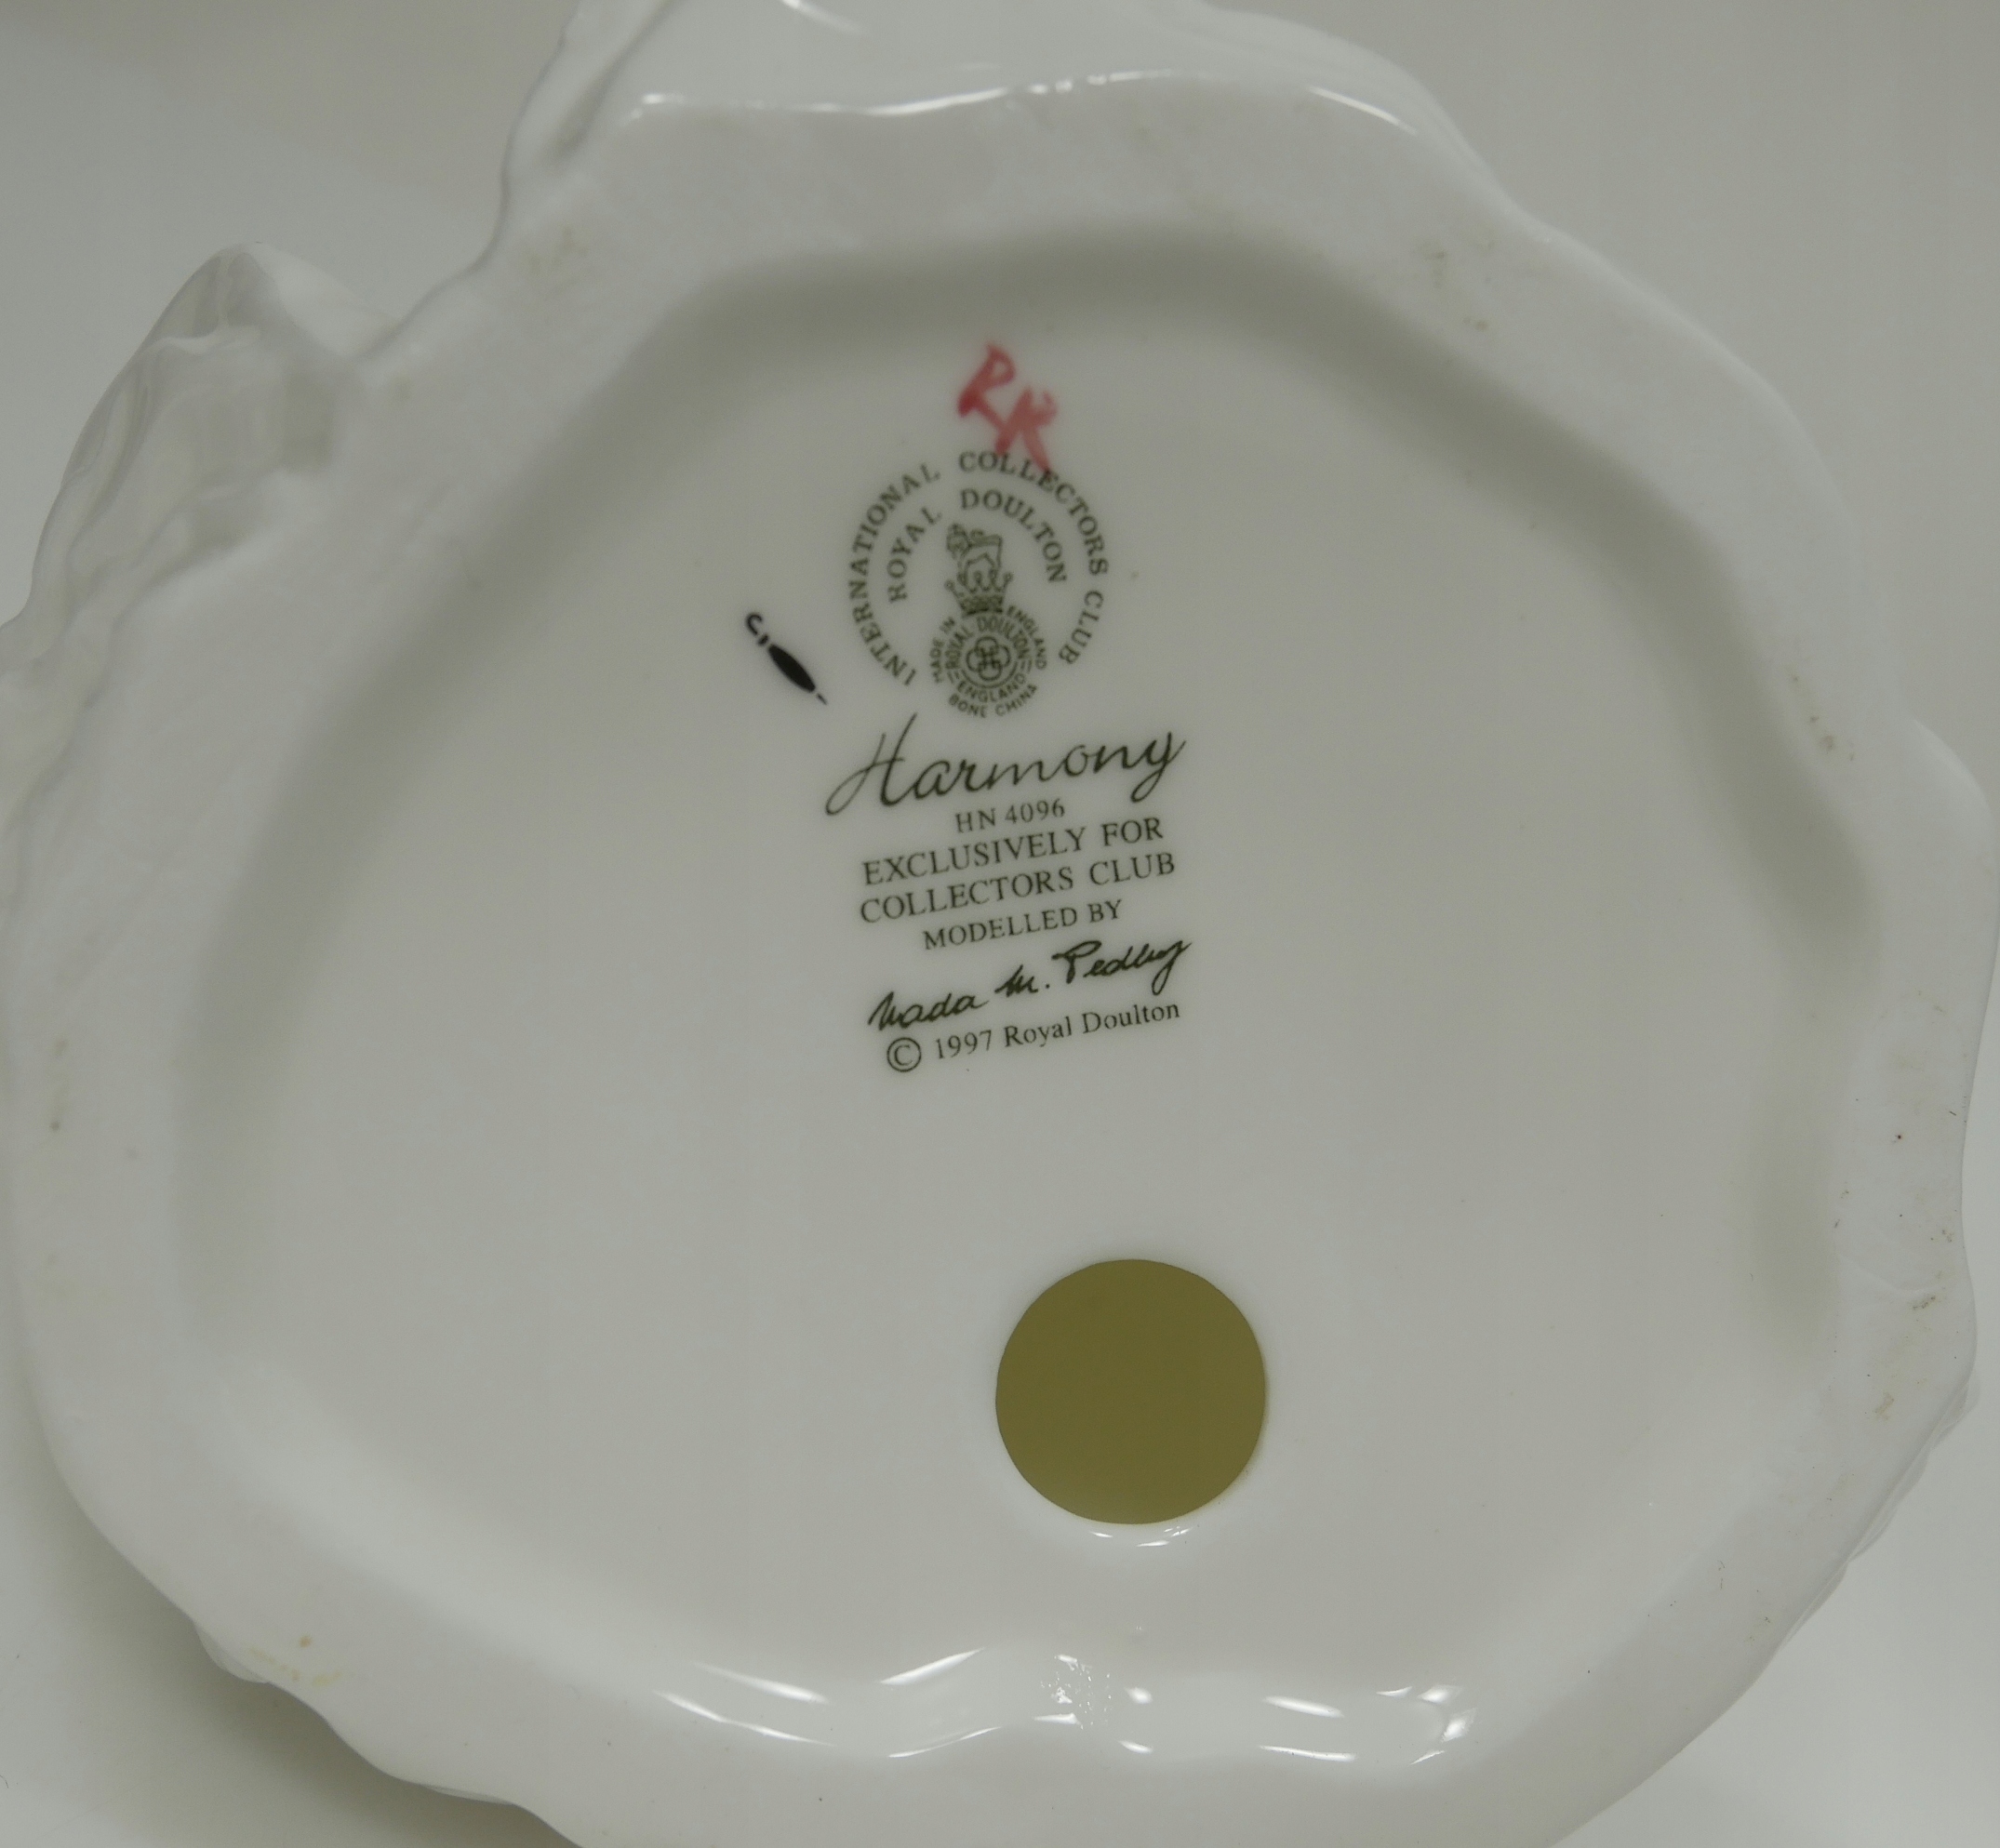 RK
INTERNATIONAL COLLECTORS CLUB
ROYAL DOULTON
MADE IN ENGLAND
ROYAL DOULTON
ENGLAND
BONE CHINA
Harmony
HN 4096
EXCLUSIVELY FOR
COLLECTORS CLUB
MODELLED BY
Nada M. Pedley
© 1997 Royal Doulton